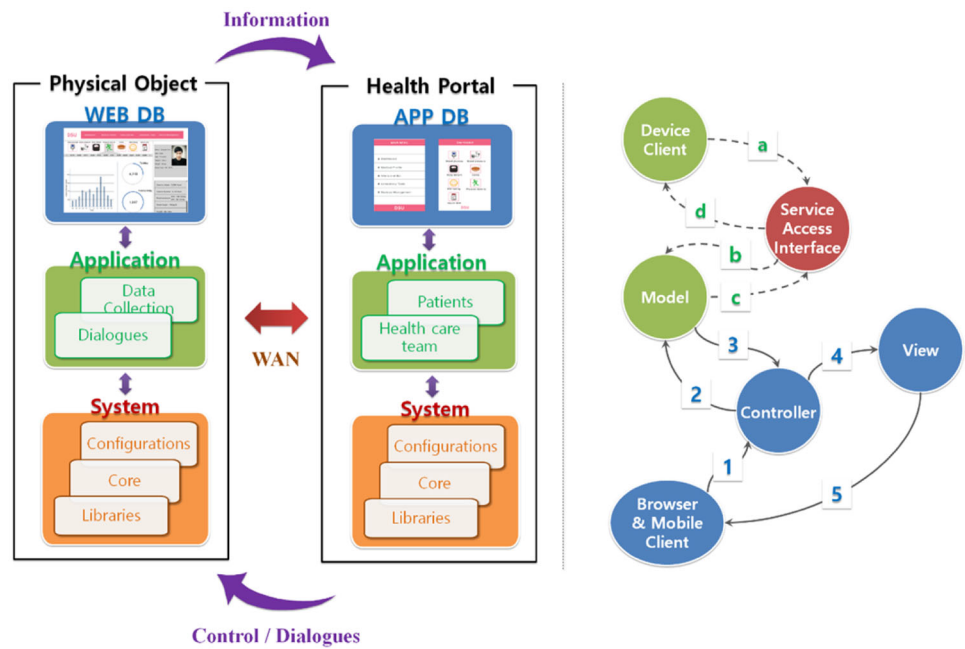 Information
Physical Object
WEB DB
Application
Data
Collection
Dialogues
System
Configurations
Core
Libraries
WAN
Health Portal
APP DB
Application
Patients
Health care
team
System
Configurations
Core
Libraries
Control / Dialogues
Device
Client
a
d
Service
Access
Interface
b
c
Model
3
4
View
2
Controller
1
5
Browser
& Mobile
Client